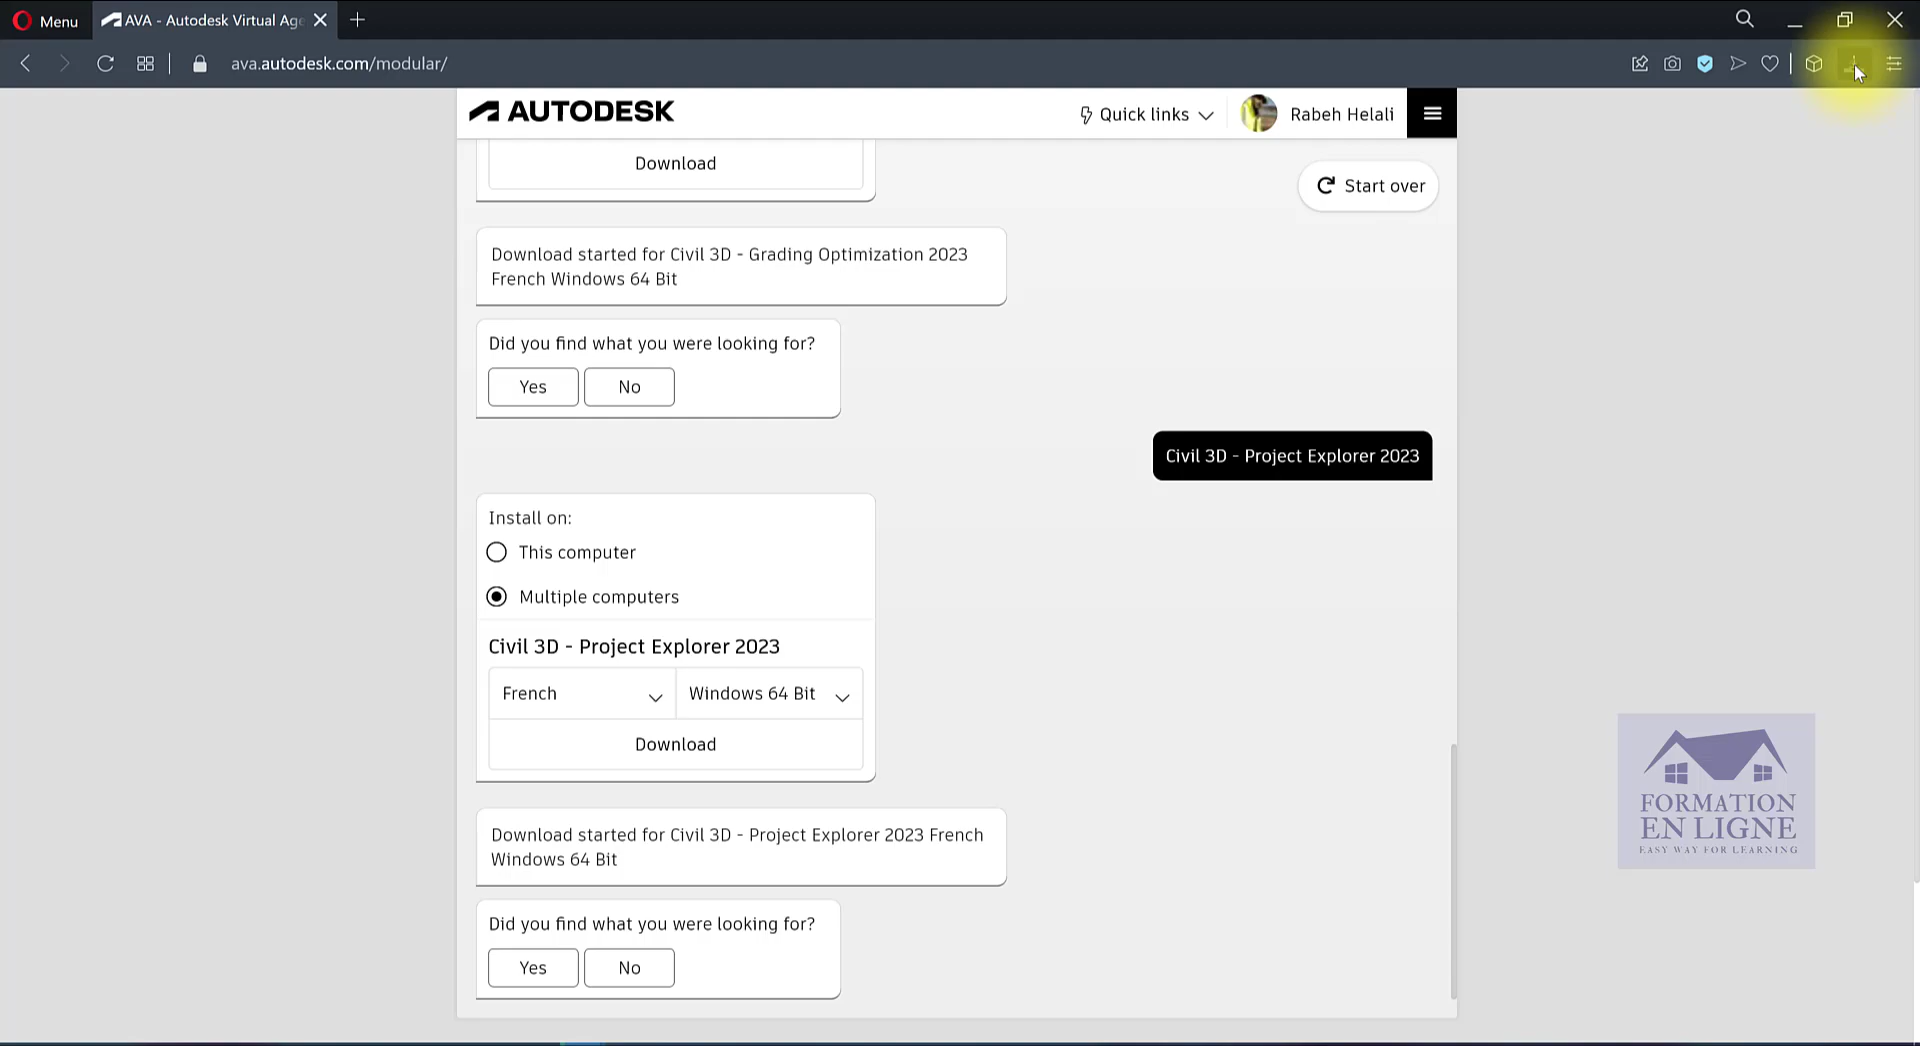 Menu
AVA - Autodesk Virtual Age
ava.autodesk.com/modular/
AUTODESK
Quick links
Rabeh Helali
Download
Start over
Download started for Civil 3D - Grading Optimization 2023
French Windows 64 Bit
Did you find what you were looking for?
Yes
No
Civil 3D - Project Explorer 2023
Install on:
This computer
Multiple computers
Civil 3D - Project Explorer 2023
French
Windows 64 Bit
Download
FORMATION
EN LIGNE
EASY WAY FOR LEARNING
Download started for Civil 3D - Project Explorer 2023 French
Windows 64 Bit
Did you find what you were looking for?
Yes
No